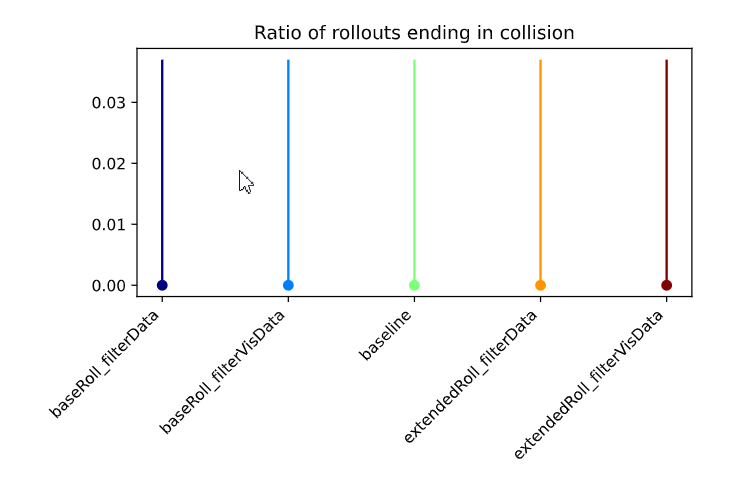 Ratio of rollouts ending in collision
0.03
0.02
0.01
0.00
baseRoll_filterData
baseRoll_filterVisData
baseline
extendedRoll_filterData
extendedRoll_filterVisData